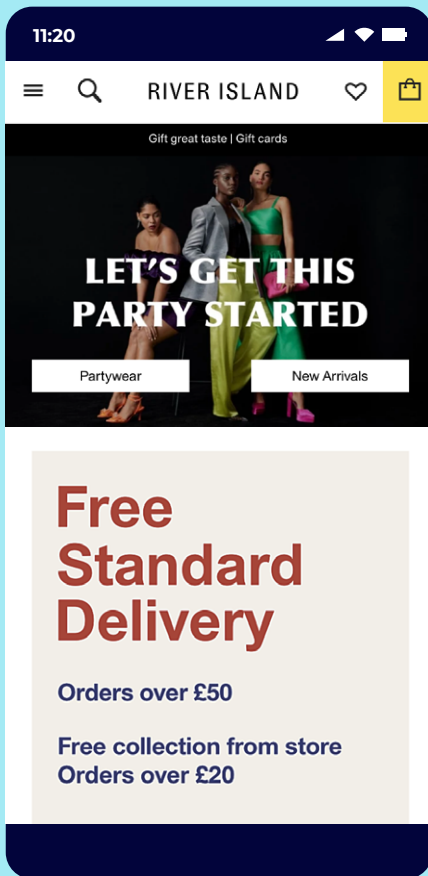 11:20
RIVER ISLAND
Gift great taste | Gift cards
LET'S GET THIS
PARTY STARTED
Partywear
New Arrivals
Free
Standard
Delivery
Orders over £50
Free collection from store
Orders over £20